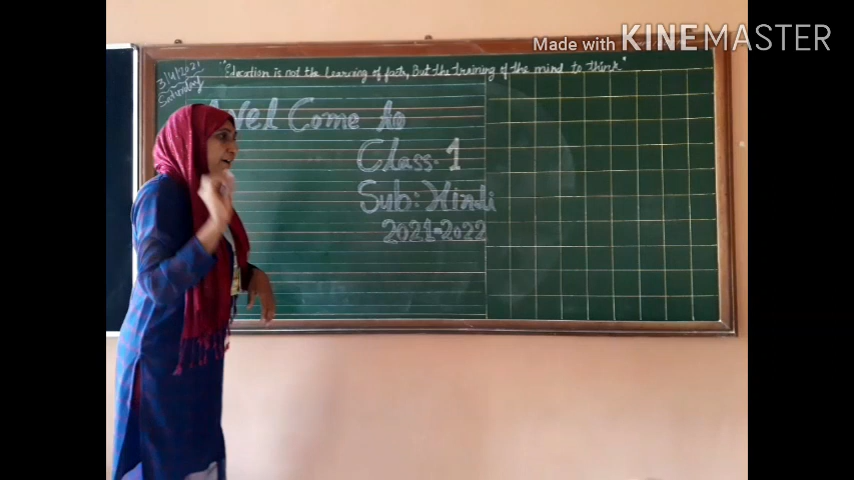 Made with KINEMASTER
"Education is not the learning of facts, But the training of the mind to think"
3/4/2021
Saturday
Wel Come to
Class-1
Sub: Hindi
2021-2022